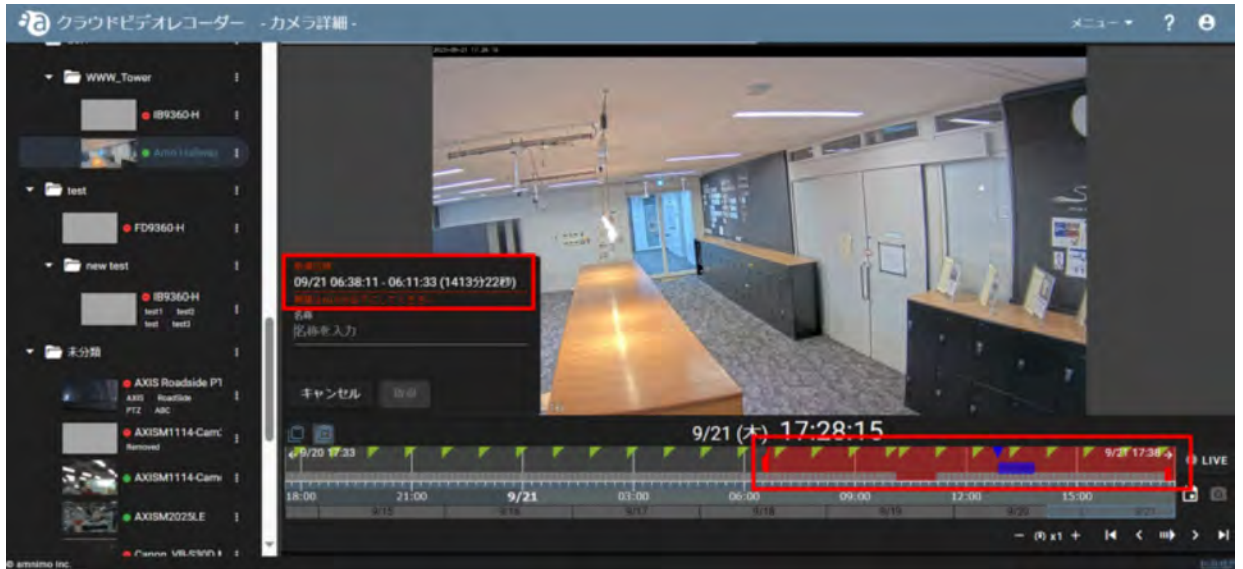 クラウドビデオレコーダー - カメラ詳細 -
メニュー
?
WWW_Tower
IB9360-H
test
FD9360-H
new test
IB9360-H
test1 test2
test test3
未分類
AXIS Roadside PT
AXIS RoadSide
PTZ ABC
AXISM1114-Cam
Removed
AXISM1114-Cam
AXISM2025LE
Canon VB-S30D
© amnimo Inc.
09/21 06:38:11 - 06:11:33 (1413分22秒)
名称
名称を入力
キャンセル
9/21 (木) 17:28:15
9/20 17:33
9/21 17:38
LIVE
18:00 21:00 9/21 03:00 06:00 09:00 12:00 15:00
9/15 9/16 9/17 9/18 9/19 9/20 9/21
x1